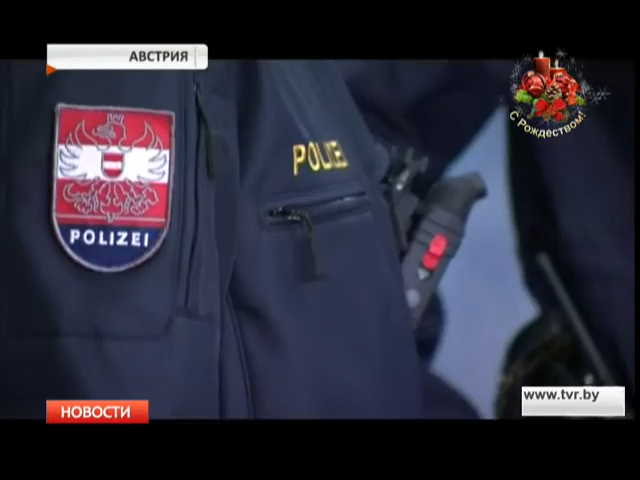 АВСТРИЯ
С Рождеством!
POLIZEI
POLIZEI
НОВОСТИ
www.tvr.by